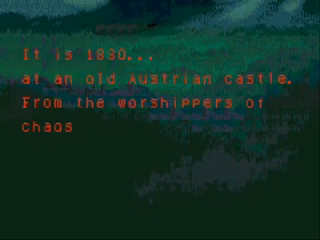 It is 1830...
at an old Austrian castle.
From the worshippers of
chaos